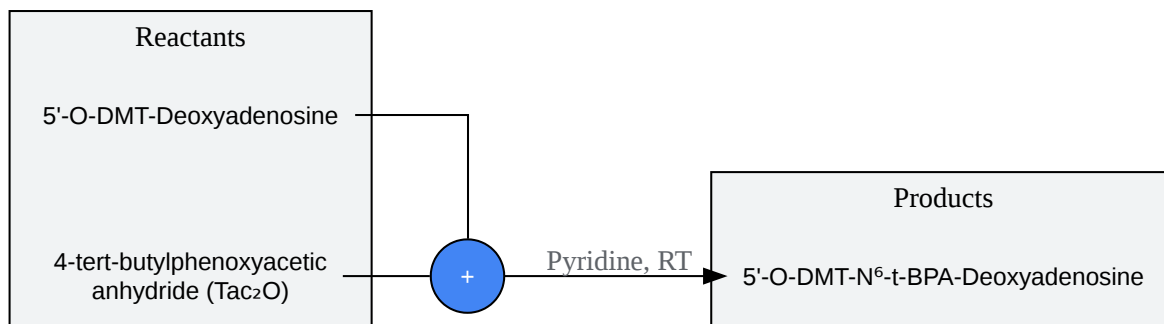 Reactants
5'-O-DMT-Deoxyadenosine
4-tert-butylphenoxyacetic
anhydride (Tac₂O)
+
Pyridine, RT
Products
5'-O-DMT-N⁶-t-BPA-Deoxyadenosine